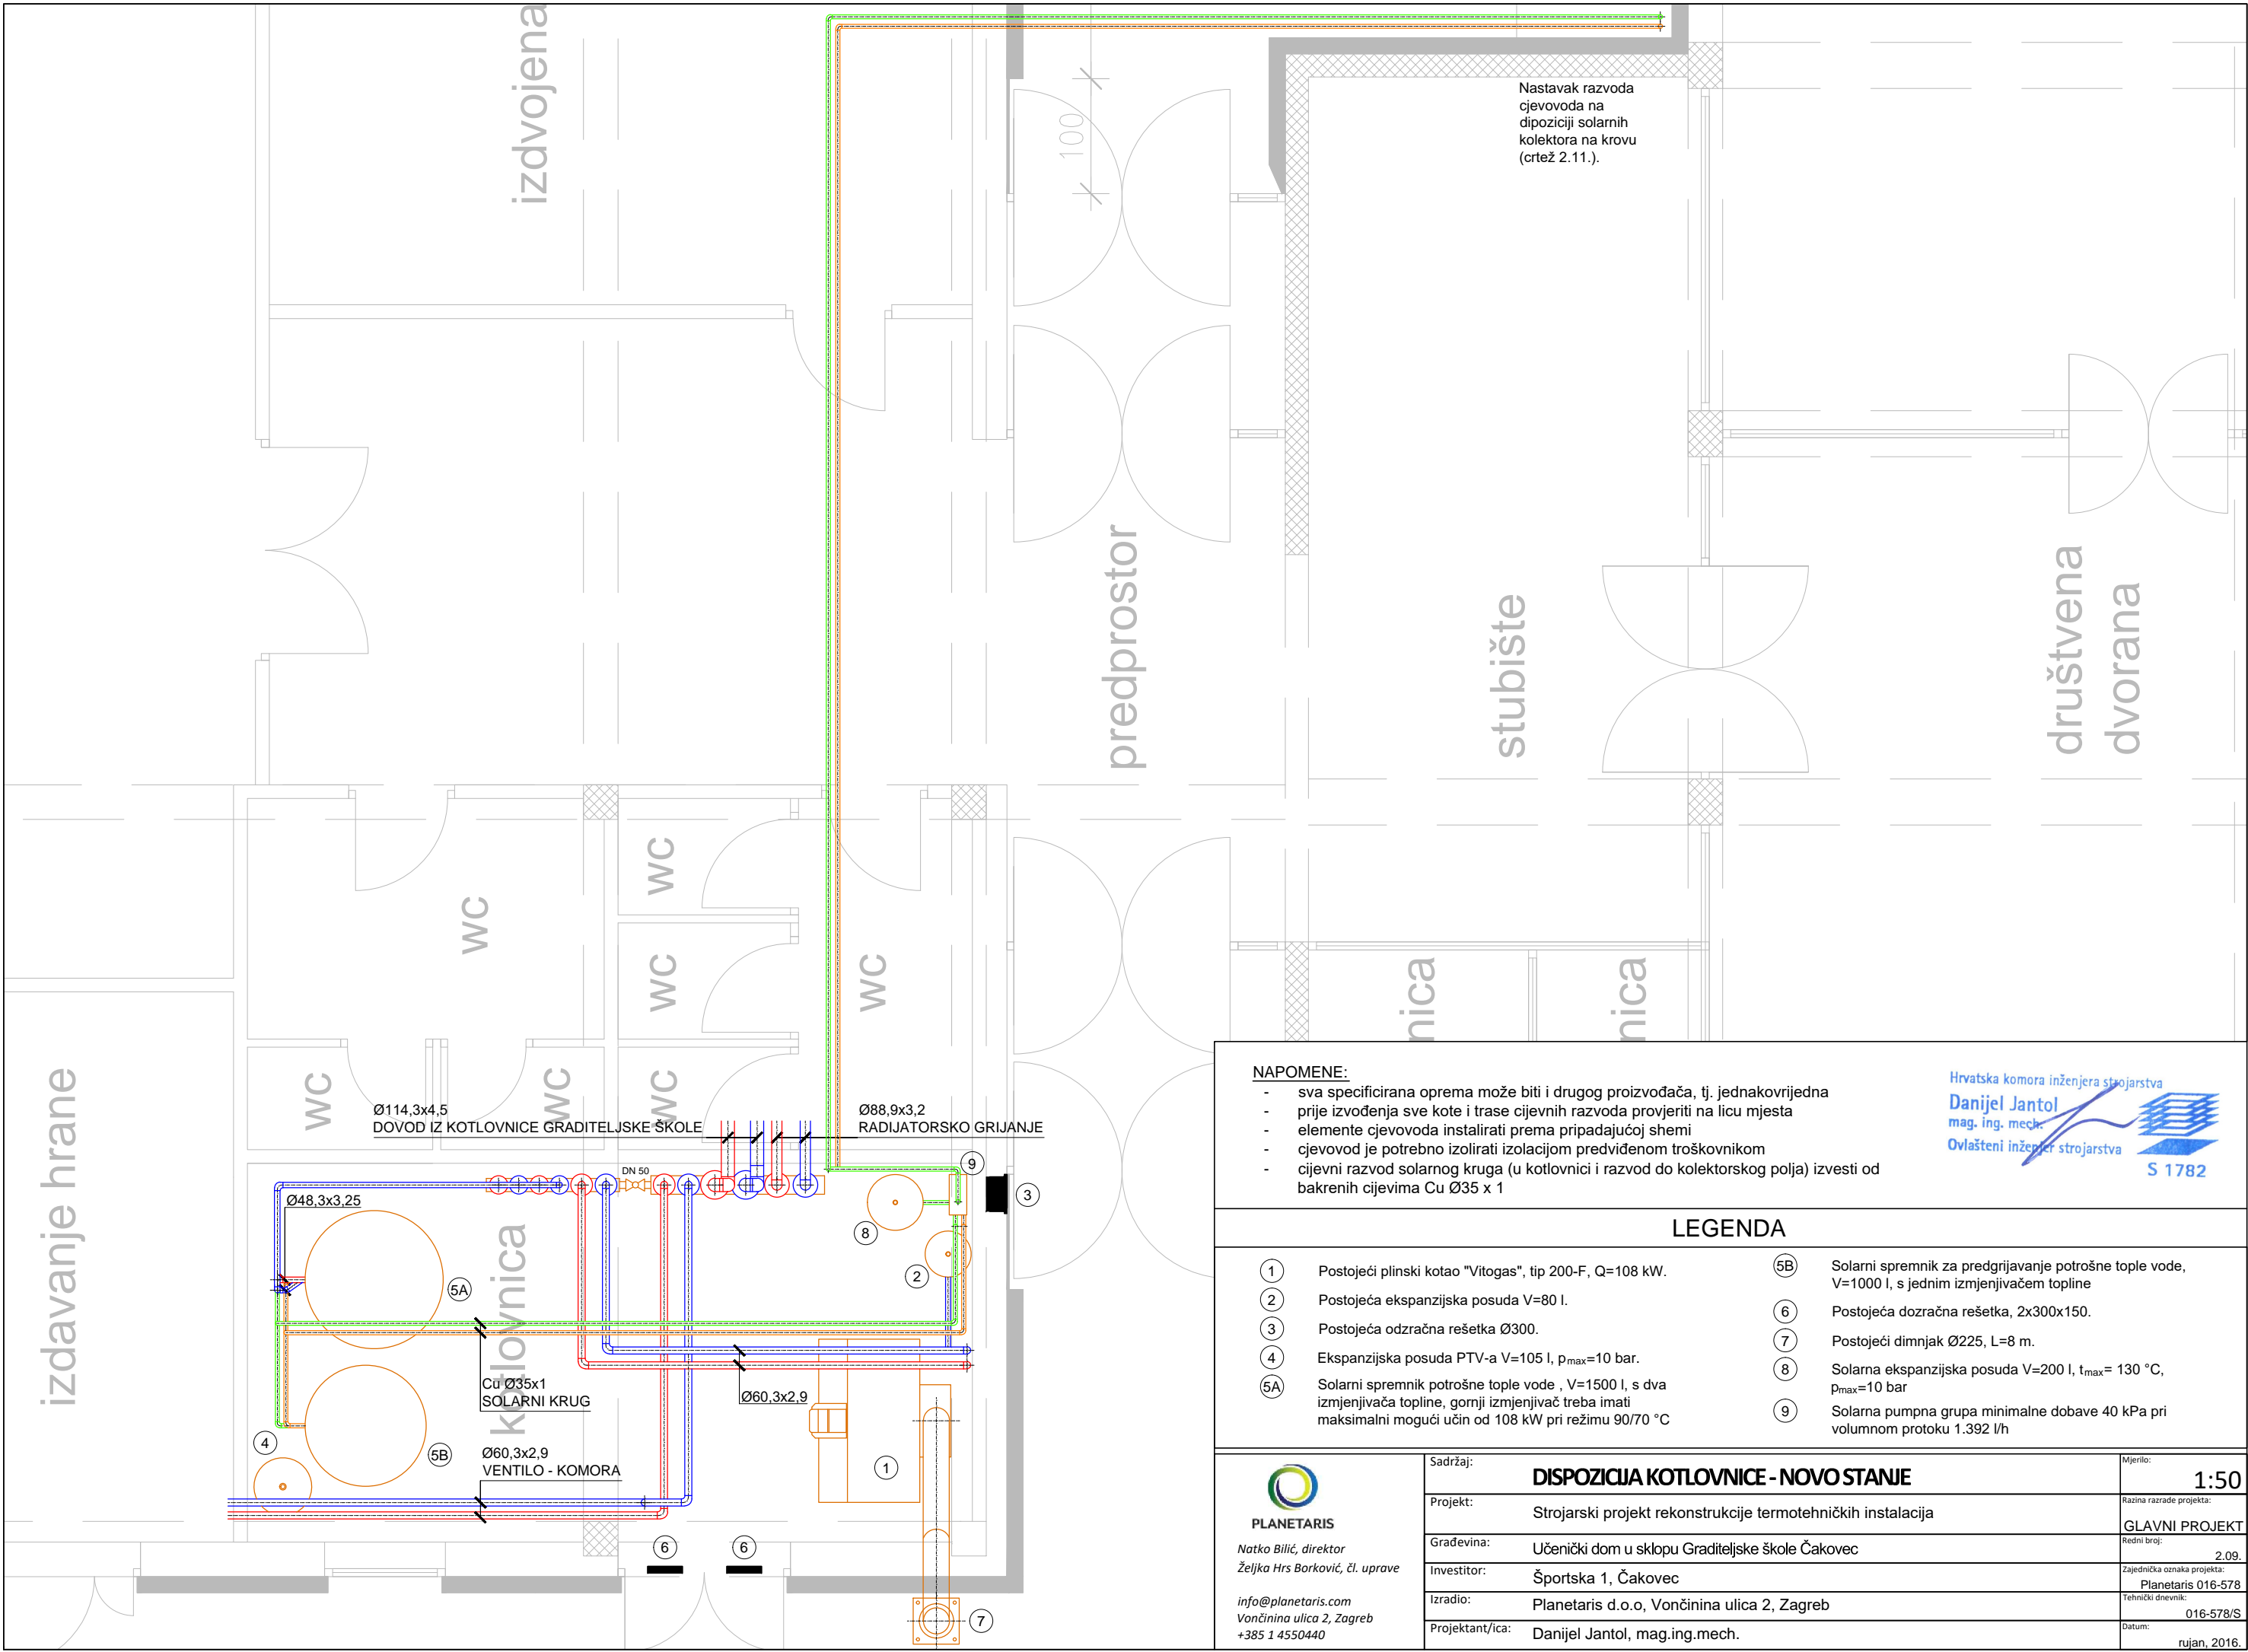 izdvojena
100
Nastavak razvoda
cjevovoda na
dipoziciji solarnih
kolektora na krovu
(crtež 2.11.).
predprostor
stubište
društvena
dvorana
wc
wc
wc
wc
wc
wc
wc
nica
nica
izdavanje hrane
kotlovnica
Ø114,3x4,5
DOVOD IZ KOTLOVNICE GRADITELJSKE ŠKOLE
Ø88,9x3,2
RADIJATORSKO GRIJANJE
DN 50
Ø48,3x3,25
9
3
8
2
5A
Cu Ø35x1
SOLARNI KRUG
Ø60,3x2,9
4
5B
Ø60,3x2,9
VENTILO - KOMORA
1
6
6
7
NAPOMENE:
- sva specificirana oprema može biti i drugog proizvođača, tj. jednakovrijedna
- prije izvođenja sve kote i trase cijevnih razvoda provjeriti na licu mjesta
- elemente cjevovoda instalirati prema pripadajućoj shemi
- cjevovod je potrebno izolirati izolacijom predviđenom troškovnikom
- cijevni razvod solarnog kruga (u kotlovnici i razvod do kolektorskog polja) izvesti od
bakrenih cijevima Cu Ø35 x 1
Hrvatska komora inženjera strojarstva
Danijel Jantol
mag. ing. mech.
Ovlašteni inženjer strojarstva
S 1782
LEGENDA
1 Postojeći plinski kotao "Vitogas", tip 200-F, Q=108 kW.
2 Postojeća ekspanzijska posuda V=80 l.
3 Postojeća odzračna rešetka Ø300.
4 Ekspanzijska posuda PTV-a V=105 l, pmax=10 bar.
5A Solarni spremnik potrošne tople vode , V=1500 l, s dva
izmjenjivača topline, gornji izmjenjivač treba imati
maksimalni mogući učin od 108 kW pri režimu 90/70 °C
5B Solarni spremnik za predgrijavanje potrošne tople vode,
V=1000 l, s jednim izmjenjivačem topline
6 Postojeća dozračna rešetka, 2x300x150.
7 Postojeći dimnjak Ø225, L=8 m.
8 Solarna ekspanzijska posuda V=200 l, tmax= 130 °C,
pmax=10 bar
9 Solarna pumpna grupa minimalne dobave 40 kPa pri
volumnom protoku 1.392 l/h
PLANETARIS
Natko Bilić, direktor
Željka Hrs Borković, čl. uprave
info@planetaris.com
Vončinina ulica 2, Zagreb
+385 1 4550440
Sadržaj: DISPOZICIJA KOTLOVNICE - NOVO STANJE
Projekt: Strojarski projekt rekonstrukcije termotehničkih instalacija
Građevina: Učenički dom u sklopu Graditeljske škole Čakovec
Investitor: Športska 1, Čakovec
Izradio: Planetaris d.o.o, Vončinina ulica 2, Zagreb
Projektant/ica: Danijel Jantol, mag.ing.mech.
Mjerilo:
1:50
Razina razrade projekta:
GLAVNI PROJEKT
Redni broj:
2.09.
Zajednička oznaka projekta:
Planetaris 016-578
Tehnički dnevnik:
016-578/S
Datum:
rujan, 2016.